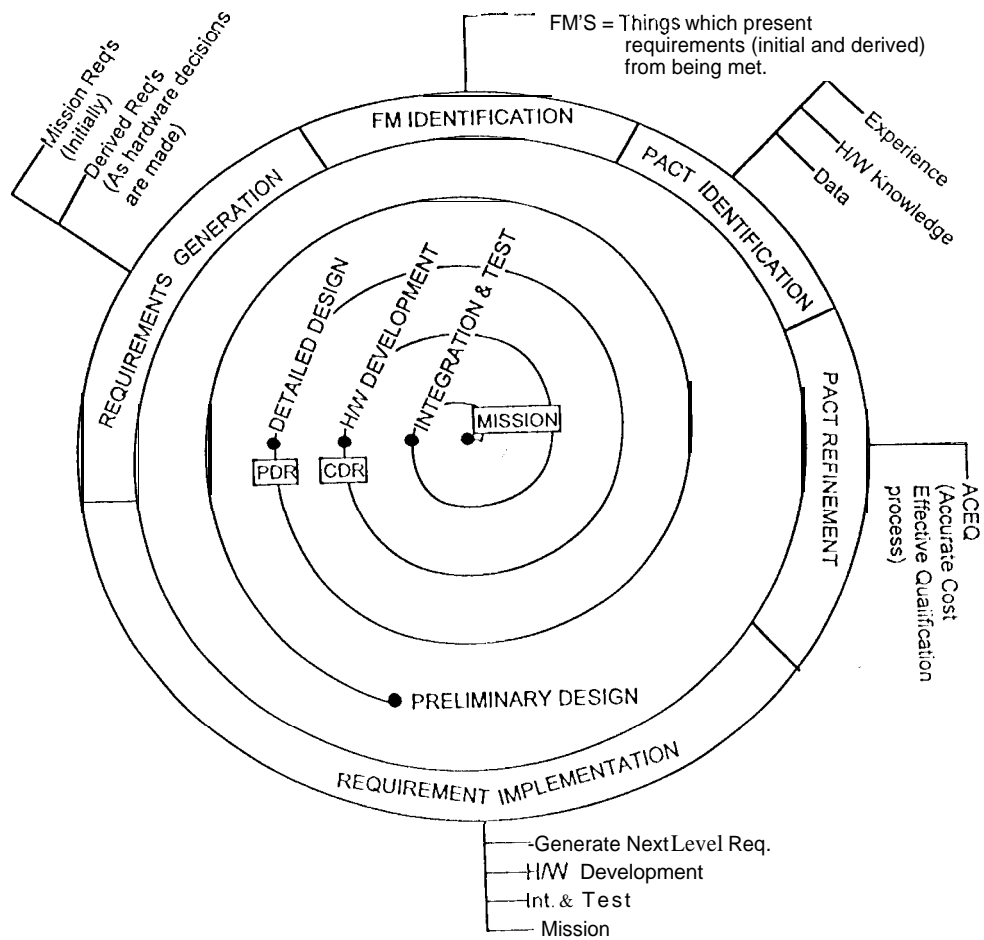 FM'S = Things which present
requirements (initial and derived)
from being met.
Mission Req's
(Initially)
Derived Req's
(As hardware decisions
are made)
FM IDENTIFICATION
PACT IDENTIFICATION
Experience
H/W Knowledge
Data
REQUIREMENTS GENERATION
DETAILED DESIGN
H/W DEVELOPMENT
INTEGRATION & TEST
MISSION
PDR
CDR
PACT REFINEMENT
ACEQ
(Accurate Cost
Effective Qualification
process)
PRELIMINARY DESIGN
REQUIREMENT IMPLEMENTATION
-Generate Next Level Req.
H/W Development
Int. & Test
Mission